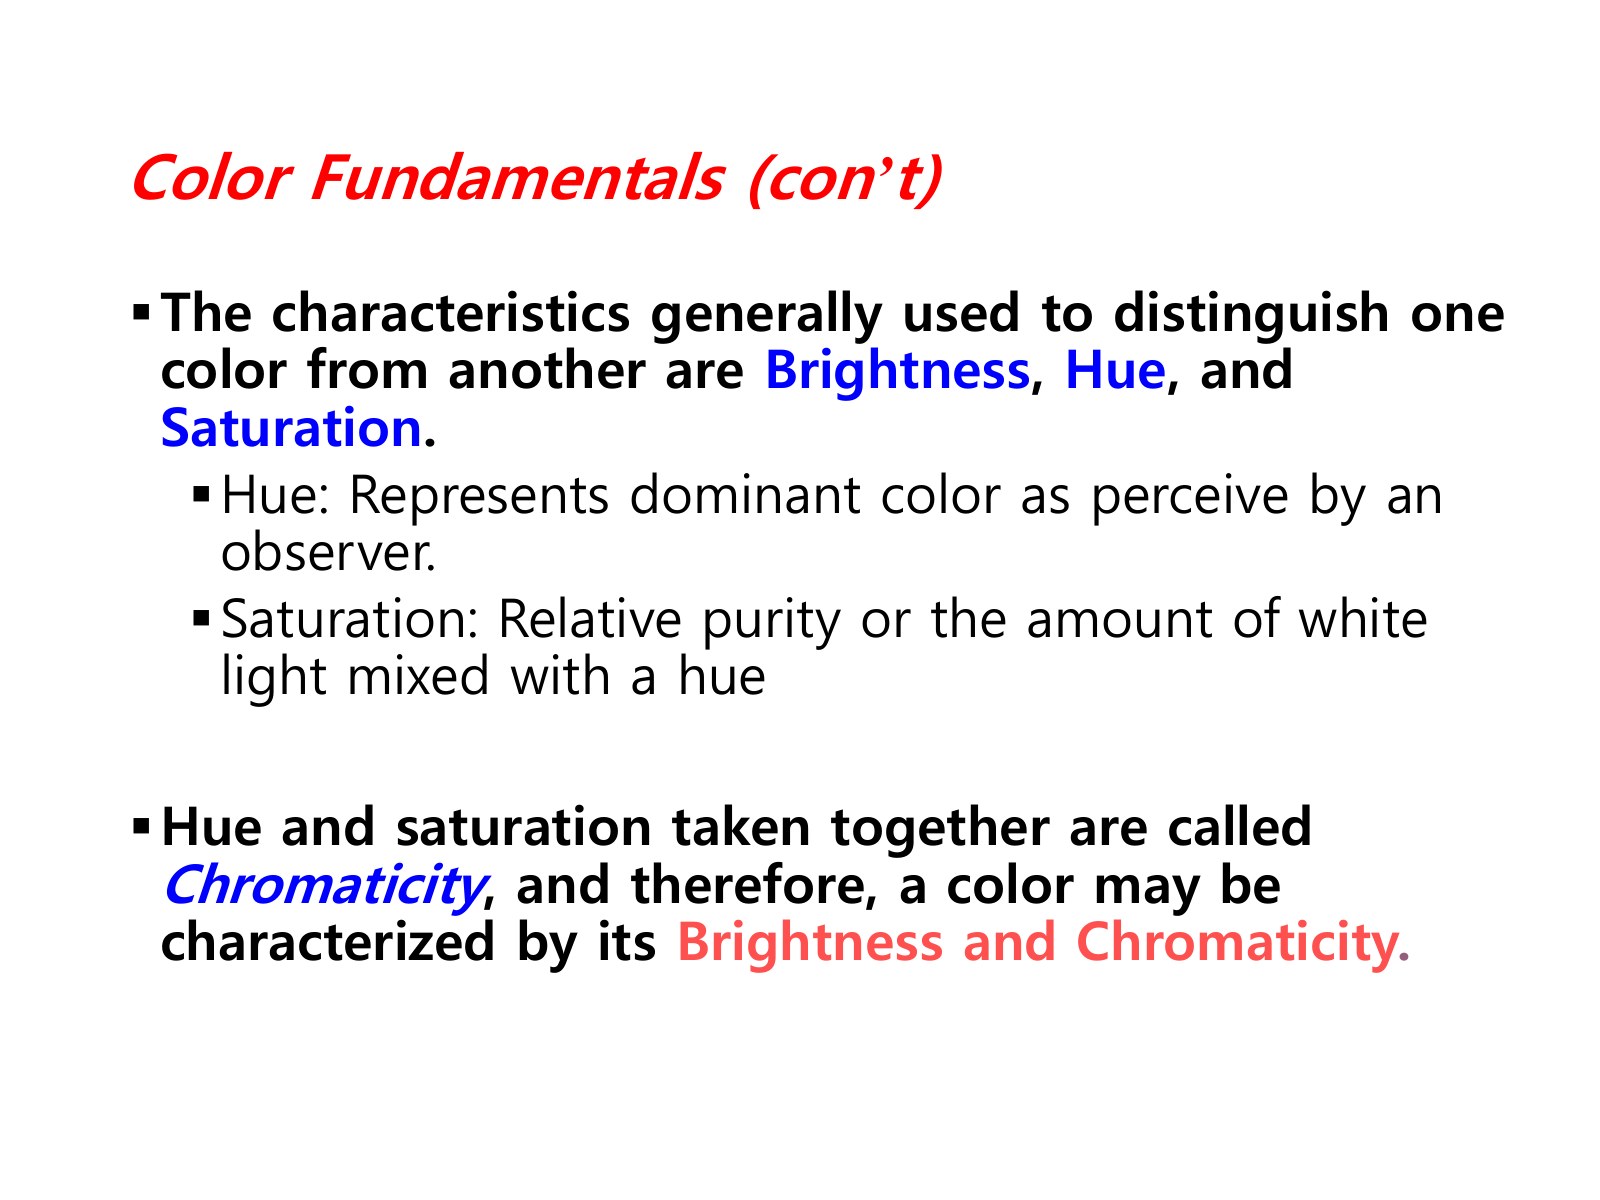 Color Fundamentals (con’t)
▪The characteristics generally used to distinguish one
color from another are Brightness, Hue, and
Saturation.
▪Hue: Represents dominant color as perceive by an
observer.
▪Saturation: Relative purity or the amount of white
light mixed with a hue
▪Hue and saturation taken together are called
Chromaticity, and therefore, a color may be
characterized by its Brightness and Chromaticity.